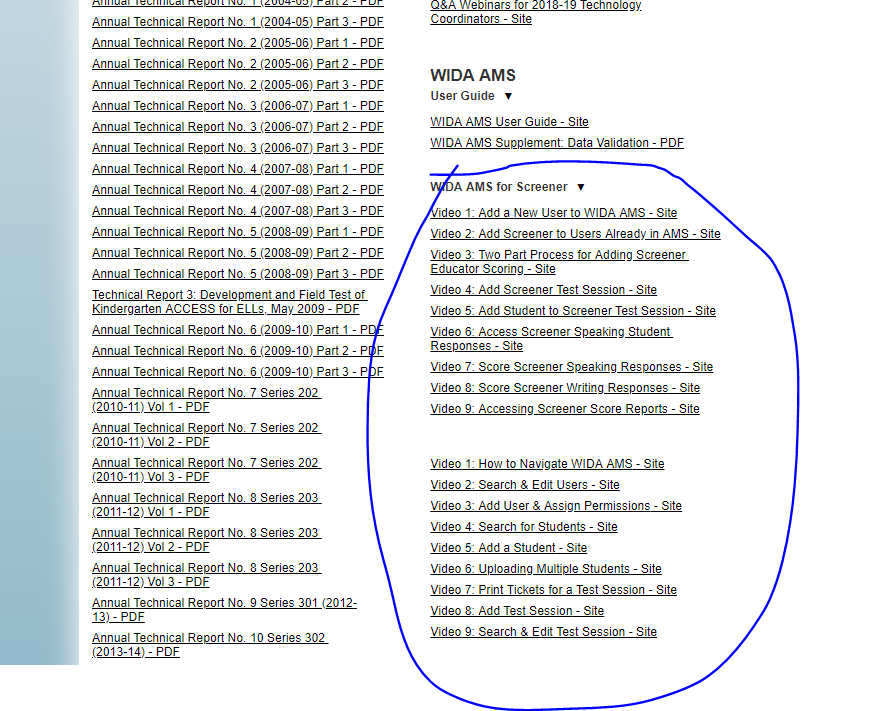 Annual Technical Report No. 1 (2004-05) Part 2 - PDF
Annual Technical Report No. 1 (2004-05) Part 3 - PDF
Annual Technical Report No. 2 (2005-06) Part 1 - PDF
Annual Technical Report No. 2 (2005-06) Part 2 - PDF
Annual Technical Report No. 2 (2005-06) Part 3 - PDF
Annual Technical Report No. 3 (2006-07) Part 1 - PDF
Annual Technical Report No. 3 (2006-07) Part 2 - PDF
Annual Technical Report No. 3 (2006-07) Part 3 - PDF
Annual Technical Report No. 4 (2007-08) Part 1 - PDF
Annual Technical Report No. 4 (2007-08) Part 2 - PDF
Annual Technical Report No. 4 (2007-08) Part 3 - PDF
Annual Technical Report No. 5 (2008-09) Part 1 - PDF
Annual Technical Report No. 5 (2008-09) Part 2 - PDF
Annual Technical Report No. 5 (2008-09) Part 3 - PDF
Technical Report 3: Development and Field Test of
Kindergarten ACCESS for ELLs, May 2009 - PDF
Annual Technical Report No. 6 (2009-10) Part 1 - PDF
Annual Technical Report No. 6 (2009-10) Part 2 - PDF
Annual Technical Report No. 6 (2009-10) Part 3 - PDF
Annual Technical Report No. 7 Series 202
(2010-11) Vol 1 - PDF
Annual Technical Report No. 7 Series 202
(2010-11) Vol 2 - PDF
Annual Technical Report No. 7 Series 202
(2010-11) Vol 3 - PDF
Annual Technical Report No. 8 Series 203
(2011-12) Vol 1 - PDF
Annual Technical Report No. 8 Series 203
(2011-12) Vol 2 - PDF
Annual Technical Report No. 8 Series 203
(2011-12) Vol 3 - PDF
Annual Technical Report No. 9 Series 301 (2012-
13) - PDF
Annual Technical Report No. 10 Series 302
(2013-14) - PDF
Q&A Webinars for 2018-19 Technology
Coordinators - Site
WIDA AMS
User Guide ▼
WIDA AMS User Guide - Site
WIDA AMS Supplement: Data Validation - PDF
WIDA AMS for Screener ▼
Video 1: Add a New User to WIDA AMS - Site
Video 2: Add Screener to Users Already in AMS - Site
Video 3: Two Part Process for Adding Screener
Educator Scoring - Site
Video 4: Add Screener Test Session - Site
Video 5: Add Student to Screener Test Session - Site
Video 6: Access Screener Speaking Student
Responses - Site
Video 7: Score Screener Speaking Responses - Site
Video 8: Score Screener Writing Responses - Site
Video 9: Accessing Screener Score Reports - Site
Video 1: How to Navigate WIDA AMS - Site
Video 2: Search & Edit Users - Site
Video 3: Add User & Assign Permissions - Site
Video 4: Search for Students - Site
Video 5: Add a Student - Site
Video 6: Uploading Multiple Students - Site
Video 7: Print Tickets for a Test Session - Site
Video 8: Add Test Session - Site
Video 9: Search & Edit Test Session - Site